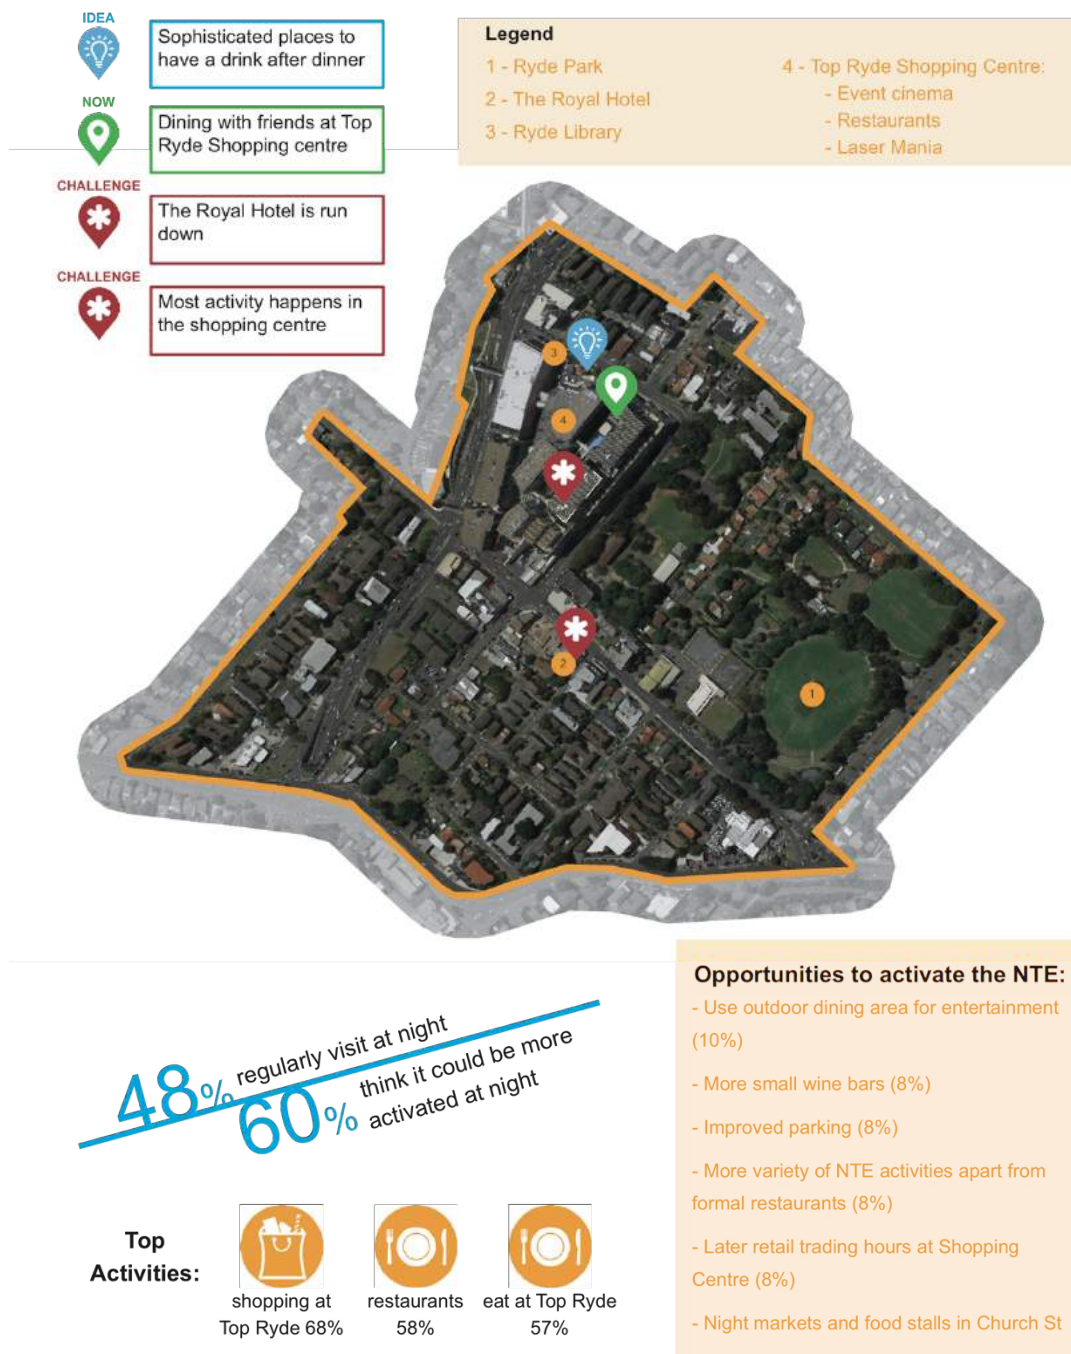 IDEA
Sophisticated places to
have a drink after dinner
NOW
Dining with friends at Top
Ryde Shopping centre
CHALLENGE
The Royal Hotel is run
down
CHALLENGE
Most activity happens in
the shopping centre
Legend
1 - Ryde Park
2 - The Royal Hotel
3 - Ryde Library
4 - Top Ryde Shopping Centre:
- Event cinema
- Restaurants
- Laser Mania
3
4
2
1
48% regularly visit at night
60% think it could be more
activated at night
Top
Activities:
shopping at
Top Ryde 68%
restaurants
58%
eat at Top Ryde
57%
Opportunities to activate the NTE:
- Use outdoor dining area for entertainment
(10%)
- More small wine bars (8%)
- Improved parking (8%)
- More variety of NTE activities apart from
formal restaurants (8%)
- Later retail trading hours at Shopping
Centre (8%)
- Night markets and food stalls in Church St